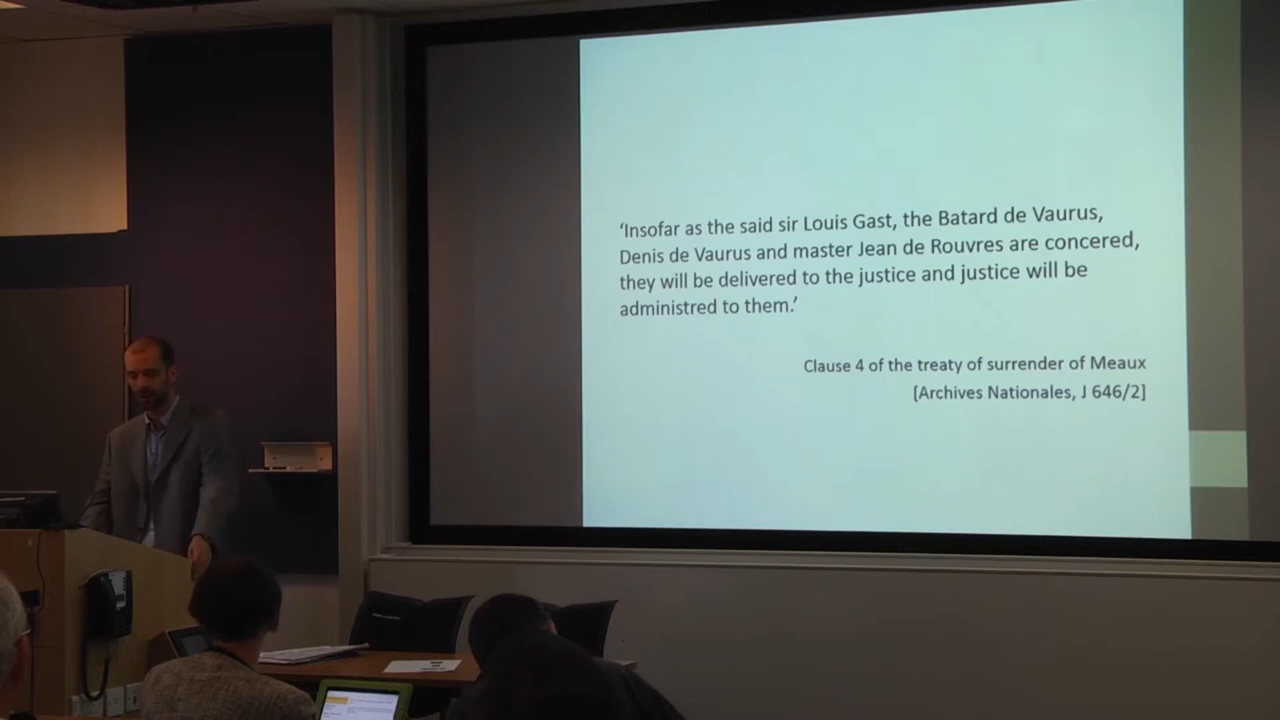 ‘Insofar as the said sir Louis Gast, the Batard de Vaurus,
Denis de Vaurus and master Jean de Rouvres are concered,
they will be delivered to the justice and justice will be
administred to them.’
Clause 4 of the treaty of surrender of Meaux
[Archives Nationales, J 646/2]